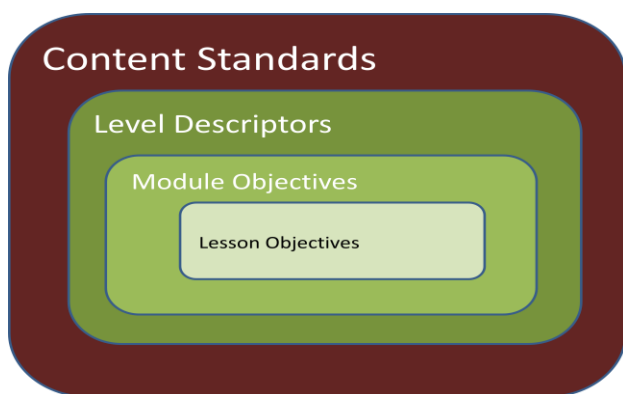 Content Standards
Level Descriptors
Module Objectives
Lesson Objectives